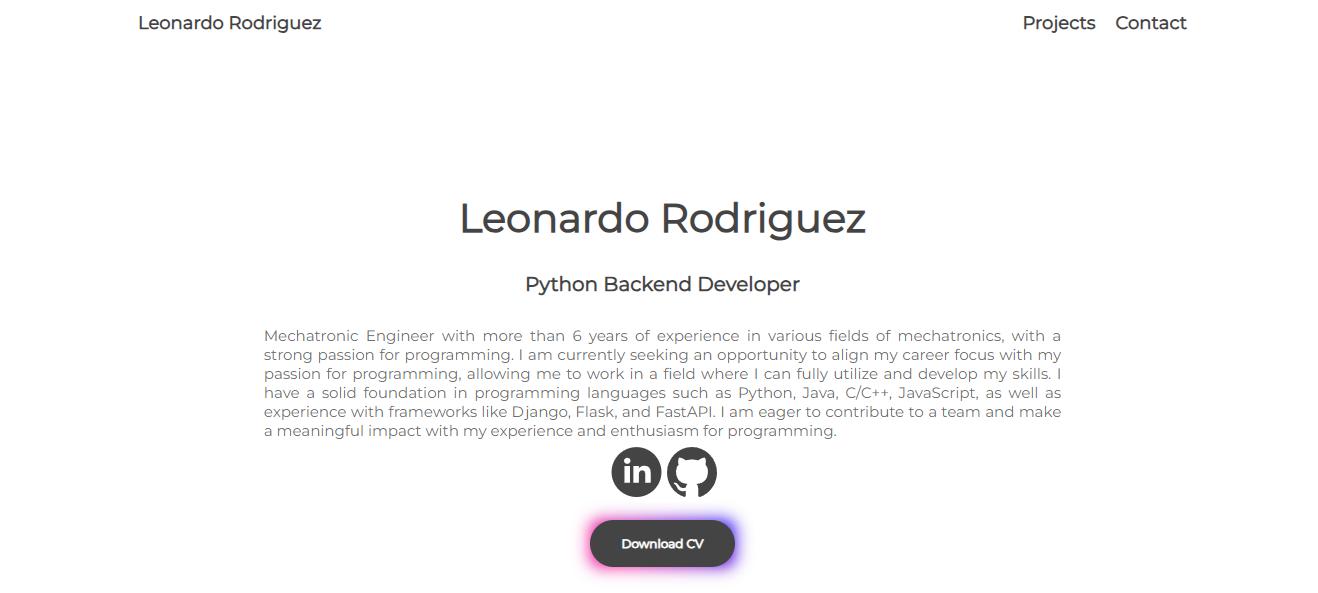 Leonardo Rodriguez
Projects
Contact
Leonardo Rodriguez
Python Backend Developer
Mechatronic Engineer with more than 6 years of experience in various fields of mechatronics, with a
strong passion for programming. I am currently seeking an opportunity to align my career focus with my
passion for programming, allowing me to work in a field where I can fully utilize and develop my skills. I
have a solid foundation in programming languages such as Python, Java, C/C++, JavaScript, as well as
experience with frameworks like Django, Flask, and FastAPI. I am eager to contribute to a team and make
a meaningful impact with my experience and enthusiasm for programming.
in
Download CV